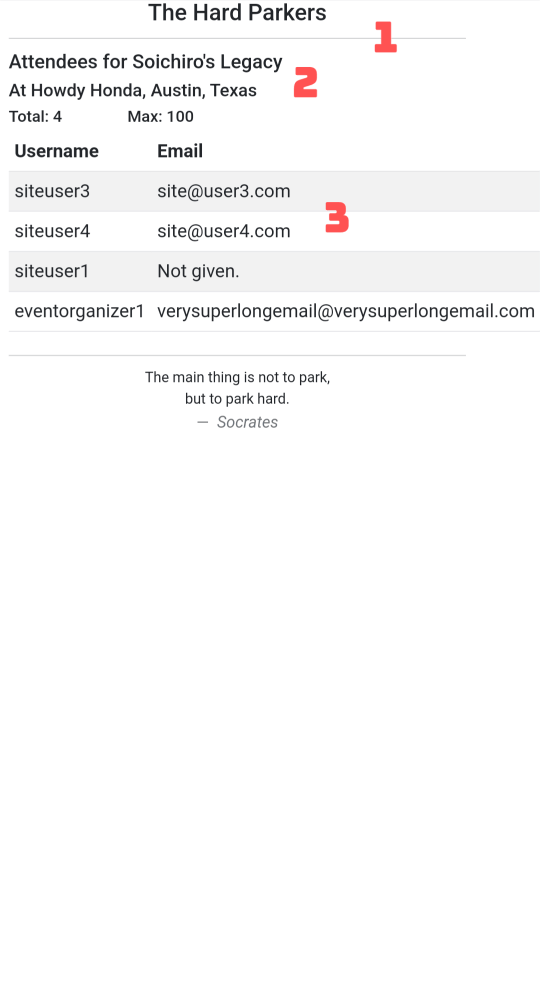 The Hard Parkers
1
Attendees for Soichiro's Legacy
2
At Howdy Honda, Austin, Texas
Total: 4 Max: 100
Username Email
siteuser3 site@user3.com
3
siteuser4 site@user4.com
siteuser1 Not given.
eventorganizer1 verysuperlongemail@verysuperlongemail.com
The main thing is not to park,
but to park hard.
— Socrates